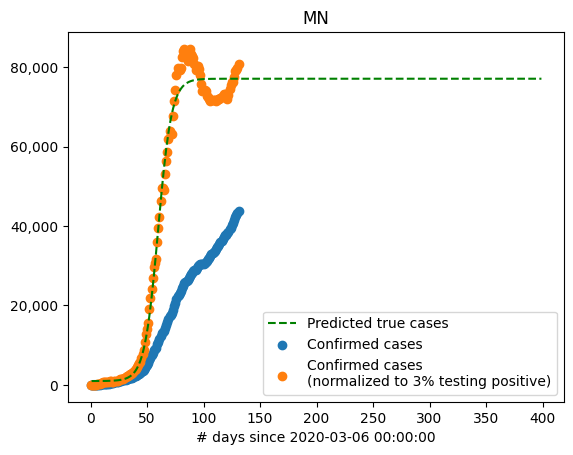 MN
80,000
60,000
40,000
20,000
0
Predicted true cases
Confirmed cases
Confirmed cases
(normalized to 3% testing positive)
0 50 100 150 200 250 300 350 400
# days since 2020-03-06 00:00:00